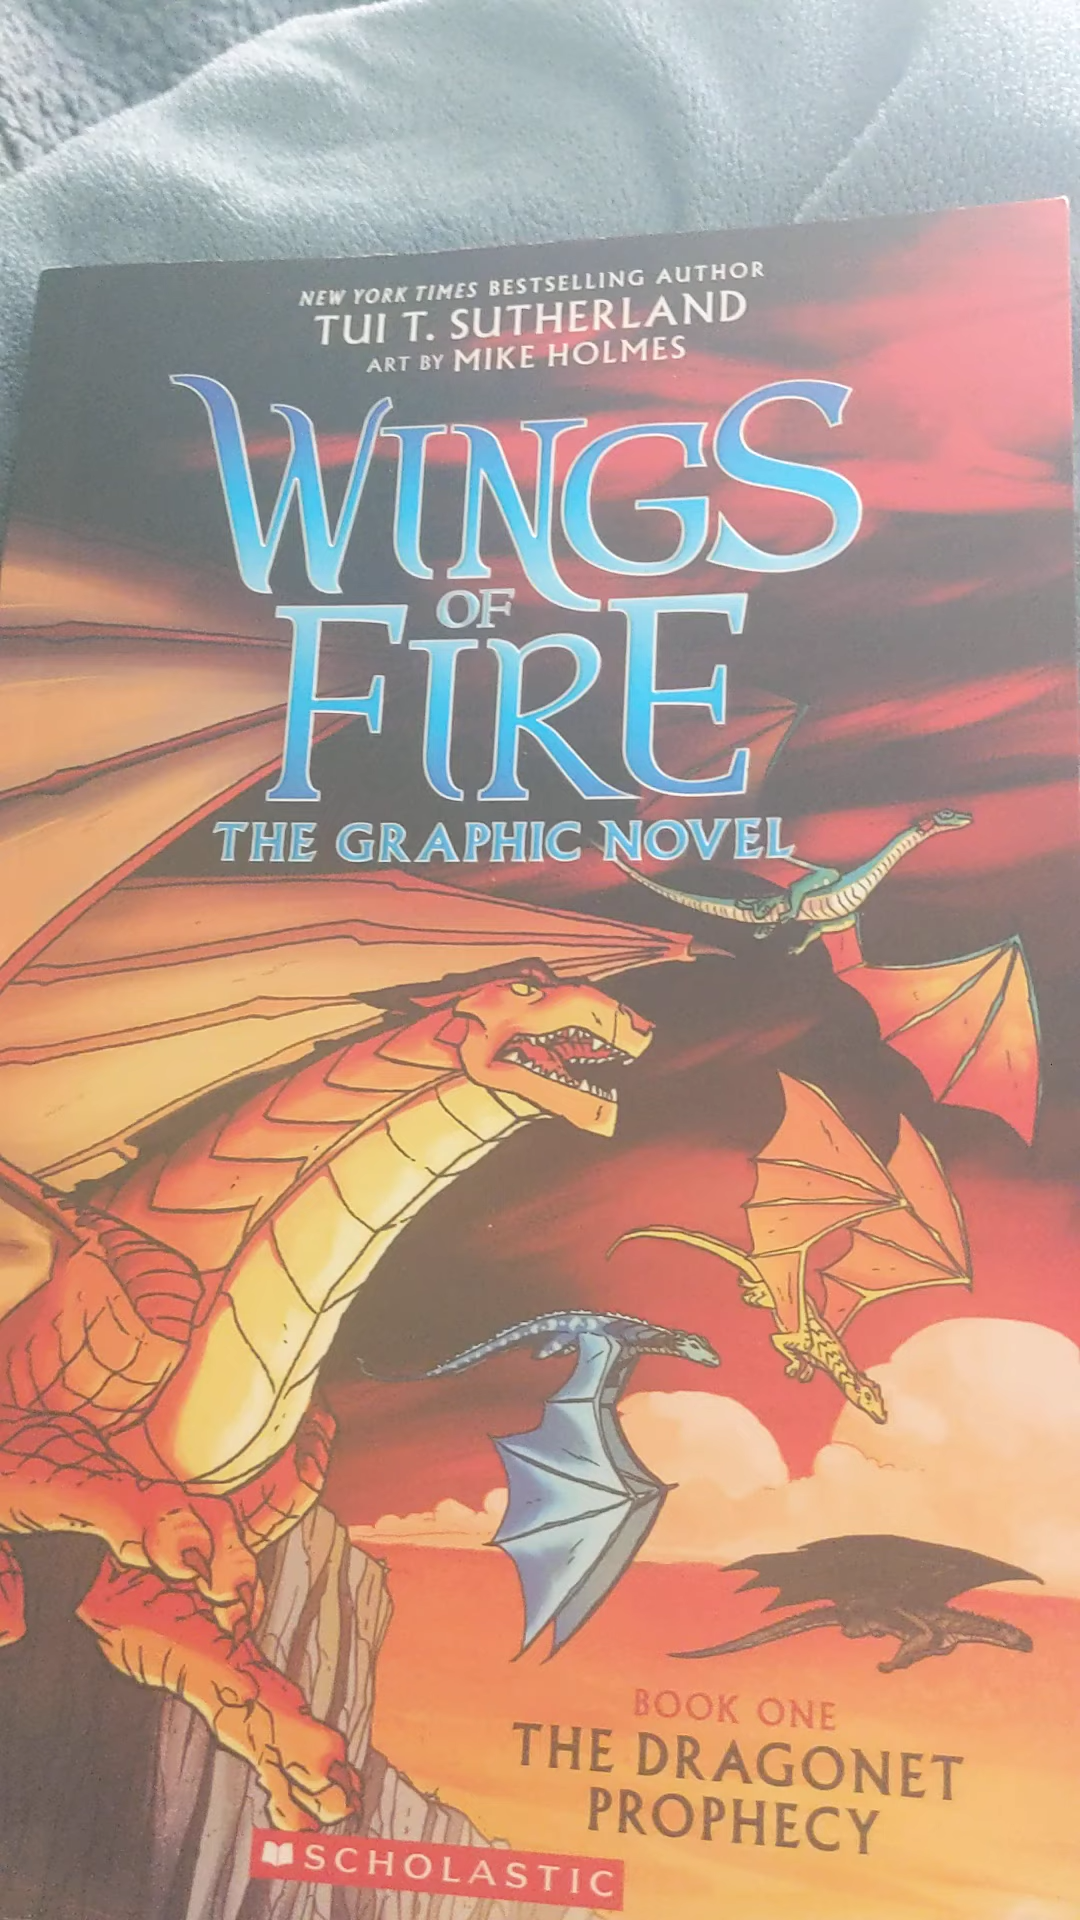 NEW YORK TIMES BESTSELLING AUTHOR
TUI T. SUTHERLAND
ART BY MIKE HOLMES
WINGS
OF
FIRE
THE GRAPHIC NOVEL
BOOK ONE
THE DRAGONET
PROPHECY
SCHOLASTIC